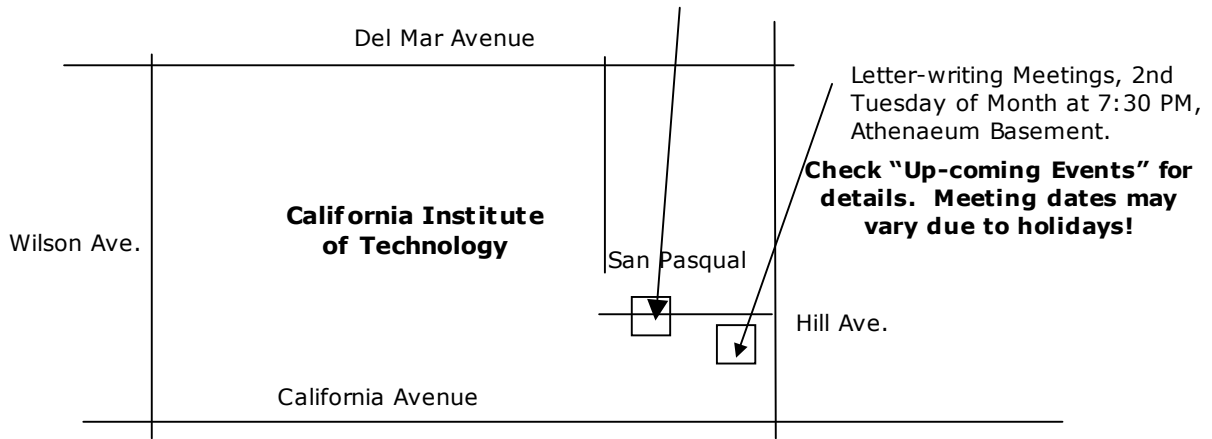 Del Mar Avenue
Letter-writing Meetings, 2nd
Tuesday of Month at 7:30 PM,
Athenaeum Basement.
Check “Up-coming Events” for
details.  Meeting dates may
vary due to holidays!
California Institute
of Technology
Wilson Ave.
San Pasqual
Hill Ave.
California Avenue